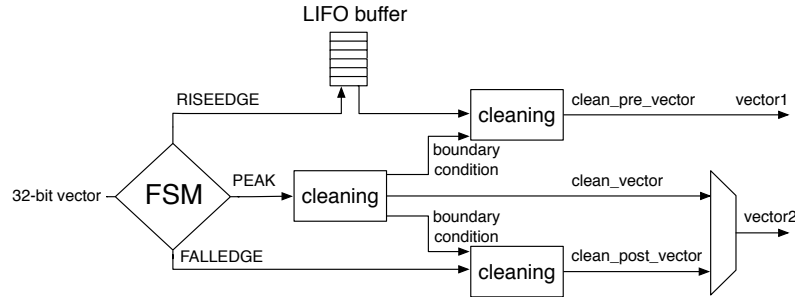 LIFO buffer
RISEEDGE
cleaning
clean_pre_vector
vector1
boundary
condition
32-bit vector
FSM
PEAK
cleaning
clean_vector
boundary
condition
vector2
FALLEDGE
cleaning
clean_post_vector